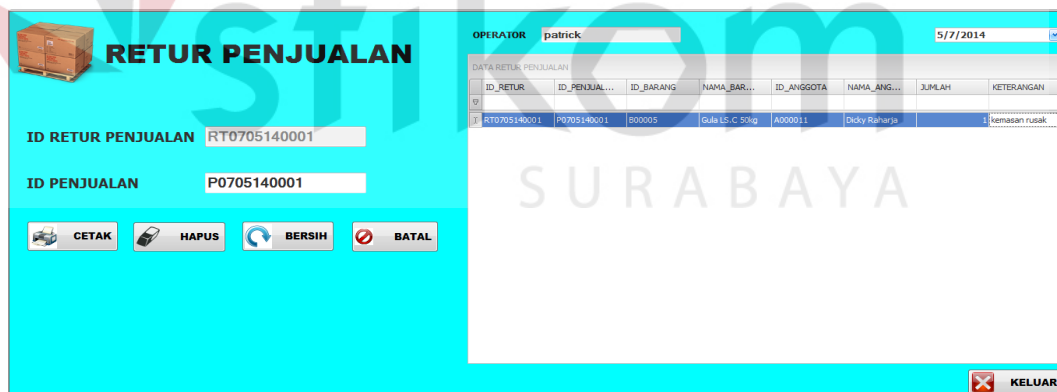 stikom
SURABAYA
RETUR PENJUALAN
ID RETUR PENJUALAN RT0705140001
ID PENJUALAN P0705140001
CETAK HAPUS BERSIH BATAL
OPERATOR patrick 5/7/2014
DATA RETUR PENJUALAN
ID_RETUR ID_PENJUAL... ID_BARANG NAMA_BAR... ID_ANGGOTA NAMA_ANG... JUMLAH KETERANGAN
RT0705140001 P0705140001 B00005 Gula LS.C 50kg A000011 Dicky Raharja 1 kemasan rusak
KELUAR